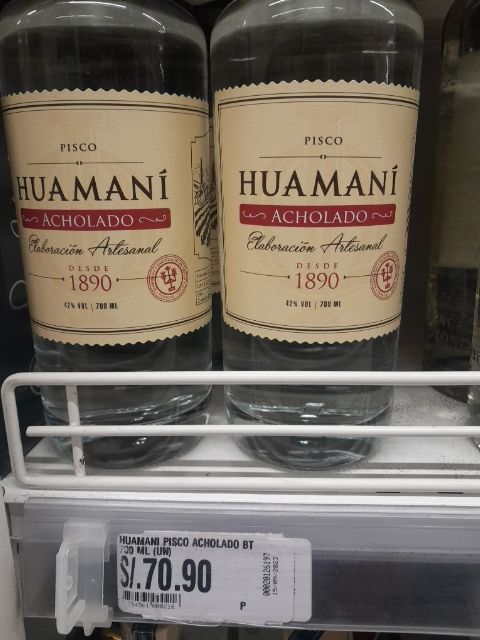 PISCO
HUAMANÍ
ACHOLADO
Elaboración Artesanal
DESDE
1890
42% VOL | 700 ML
PISCO
HUAMANÍ
ACHOLADO
Elaboración Artesanal
DESDE
1890
42% VOL | 700 ML
HUAMANI PISCO ACHOLADO BT
700 ML (UN)
S/.70.90
P